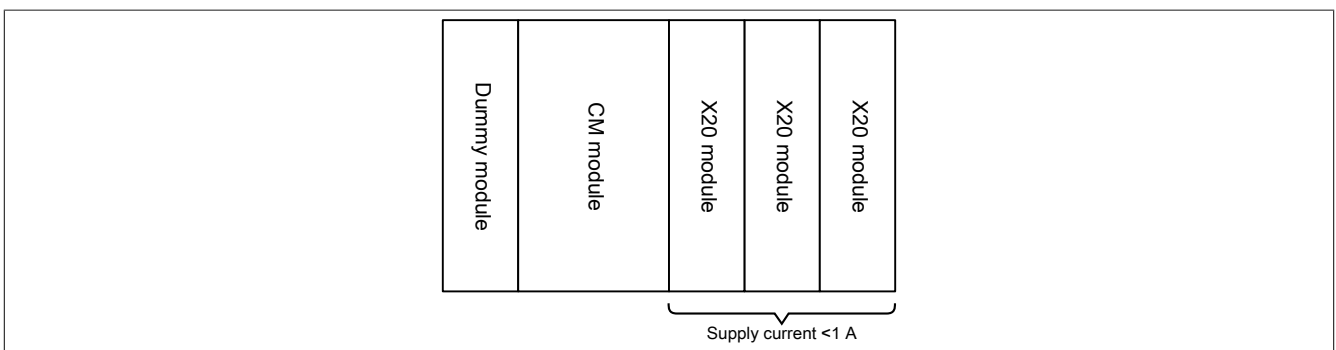 Dummy module
CM module
X20 module
X20 module
X20 module
Supply current <1 A